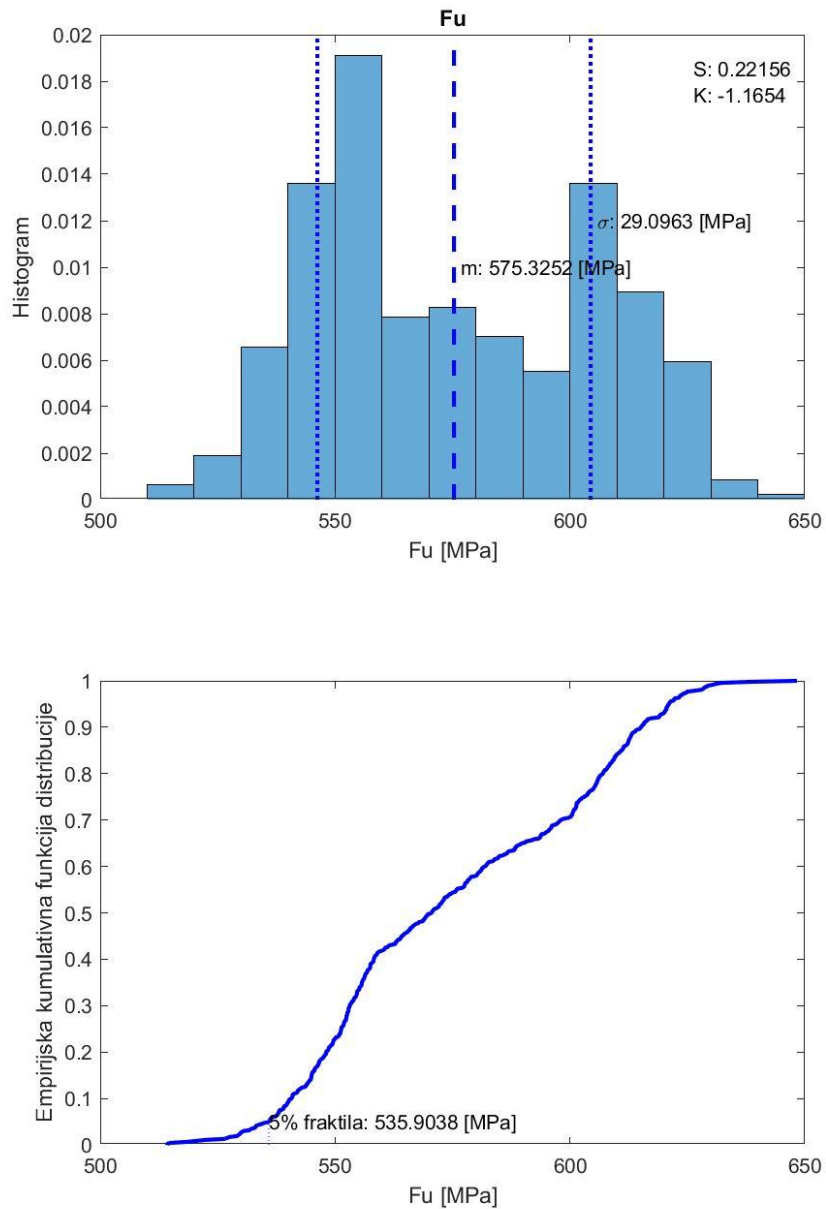 Fu
S: 0.22156
K: -1.1654
σ: 29.0963 [MPa]
m: 575.3252 [MPa]
Histogram
0.02
0.018
0.016
0.014
0.012
0.01
0.008
0.006
0.004
0.002
0
500 550 600 650
Fu [MPa]
Empirijska kumulativna funkcija distribucije
1
0.9
0.8
0.7
0.6
0.5
0.4
0.3
0.2
0.1
0
5% fraktila: 535.9038 [MPa]
500 550 600 650
Fu [MPa]